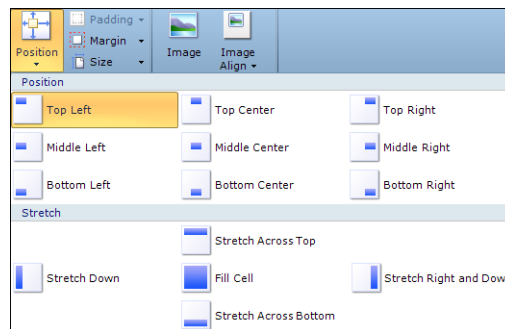 Padding
Margin
Position
Size
Image
Image Align
Position
Top Left
Top Center
Top Right
Middle Left
Middle Center
Middle Right
Bottom Left
Bottom Center
Bottom Right
Stretch
Stretch Across Top
Stretch Down
Fill Cell
Stretch Right and Dow
Stretch Across Bottom